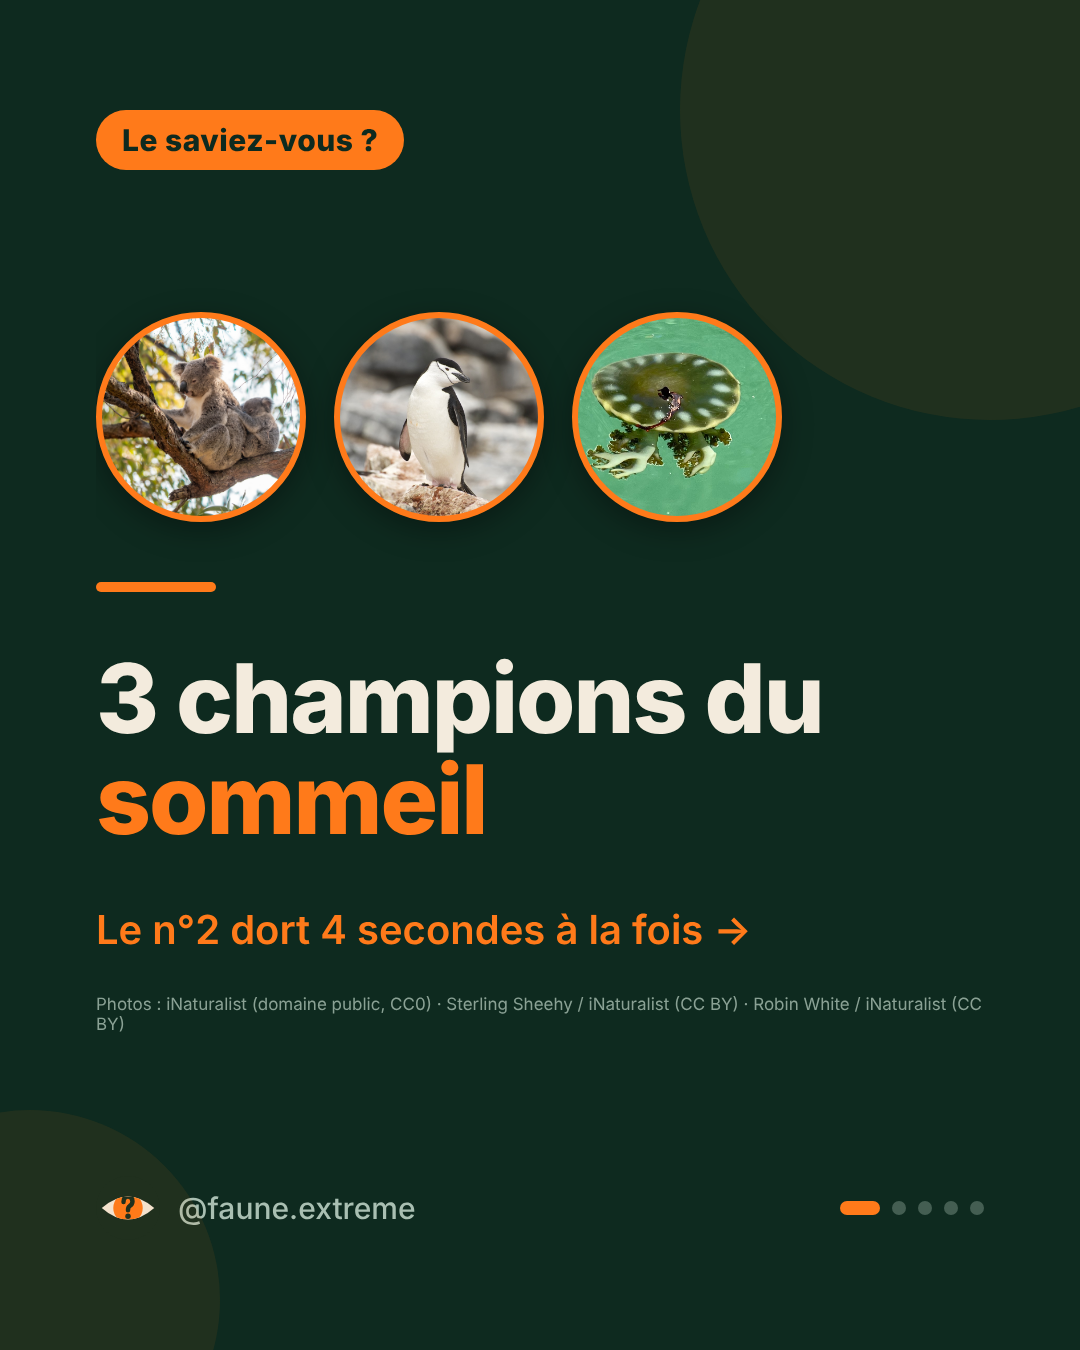 Le saviez-vous ?
3 champions du
sommeil
Le n°2 dort 4 secondes à la fois →
Photos : iNaturalist (domaine public, CC0) · Sterling Sheehy / iNaturalist (CC BY) · Robin White / iNaturalist (CC
BY)
?
@faune.extreme